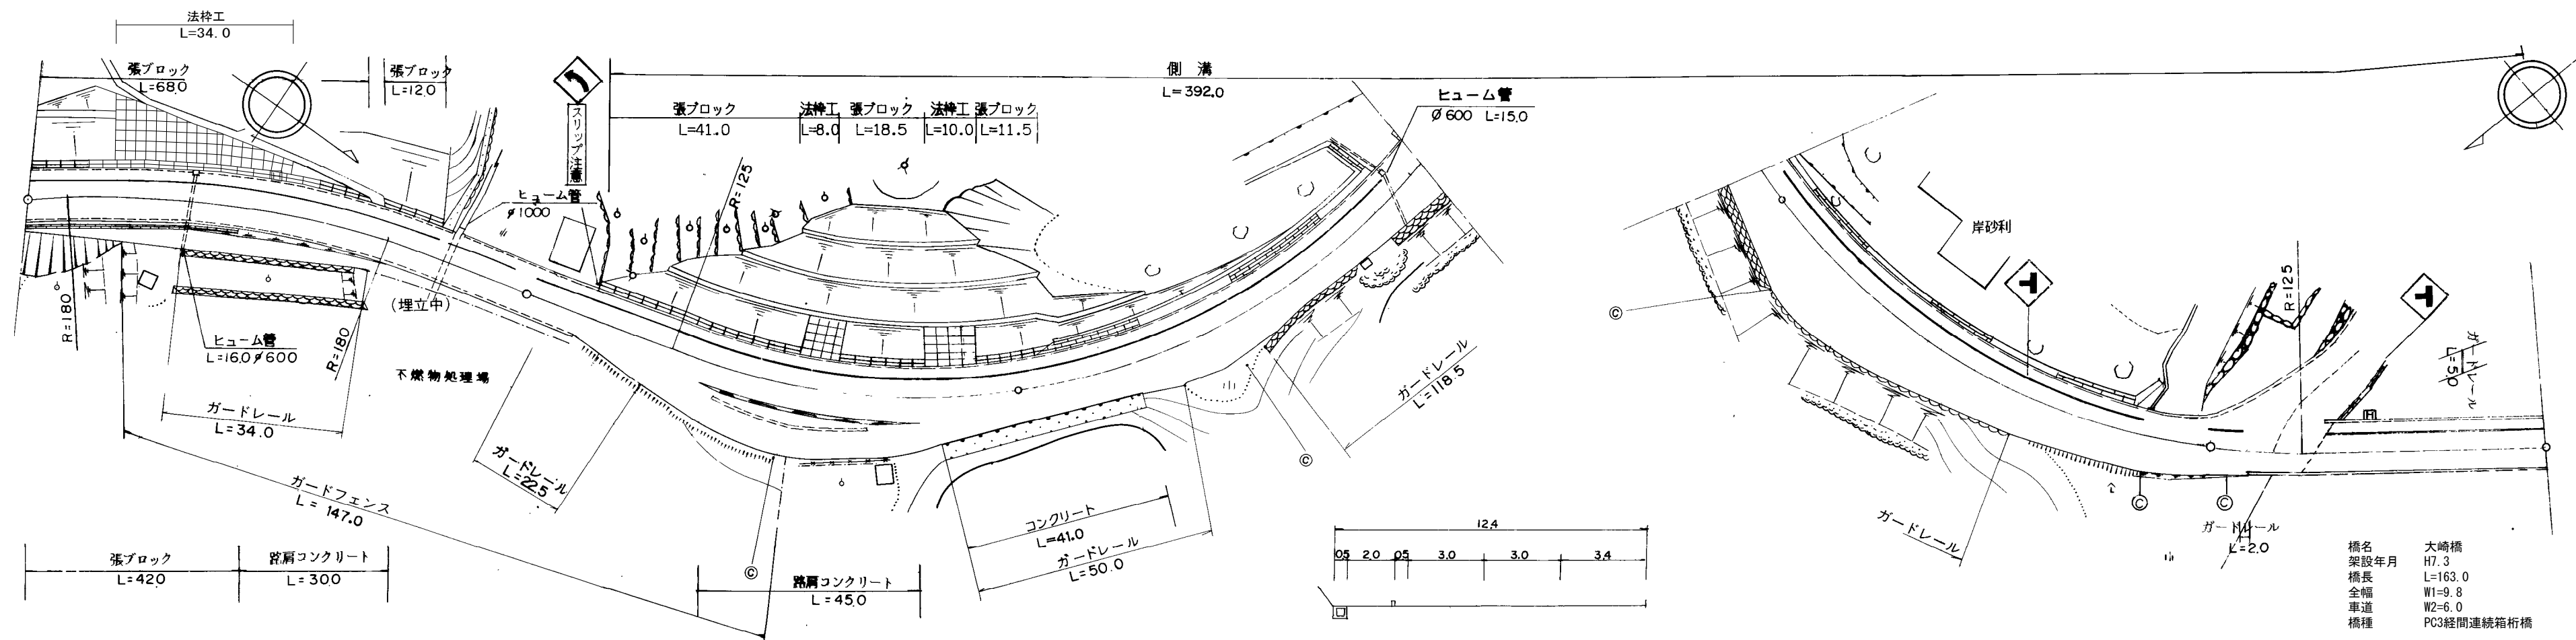 法枠工
L=34.0
張ブロック
L=68.0
張ブロック
L=12.0
スリップ注意
側溝
L=392.0
張ブロック
L=41.0
法枠工
L=8.0
張ブロック
L=18.5
法枠工
L=10.0
張ブロック
L=11.5
ヒューム管
Ø600 L=15.0
ヒューム管
ø1000
R=125
岸砂利
R=125
ガードレール
L=5.0
R=180
(埋立中)
ヒューム管
L=16.0 ø600
R=180
不燃物処理場
ガードレール
L=34.0
ガードレール
L=22.5
ガードフェンス
L=147.0
ガードレール
L=118.5
コンクリート
L=41.0
ガードレール
L=50.0
ガードレール
ガードレール
L=2.0
張ブロック
L=42.0
路肩コンクリート
L=30.0
路肩コンクリート
L=45.0
Ⓒ
Ⓒ
Ⓒ
Ⓒ
Ⓒ
12.4
0.5 2.0 0.5 3.0 3.0 3.4
橋名 大崎橋
架設年月 H7.3
橋長 L=163.0
全幅 W1=9.8
車道 W2=6.0
橋種 PC3経間連続箱桁橋